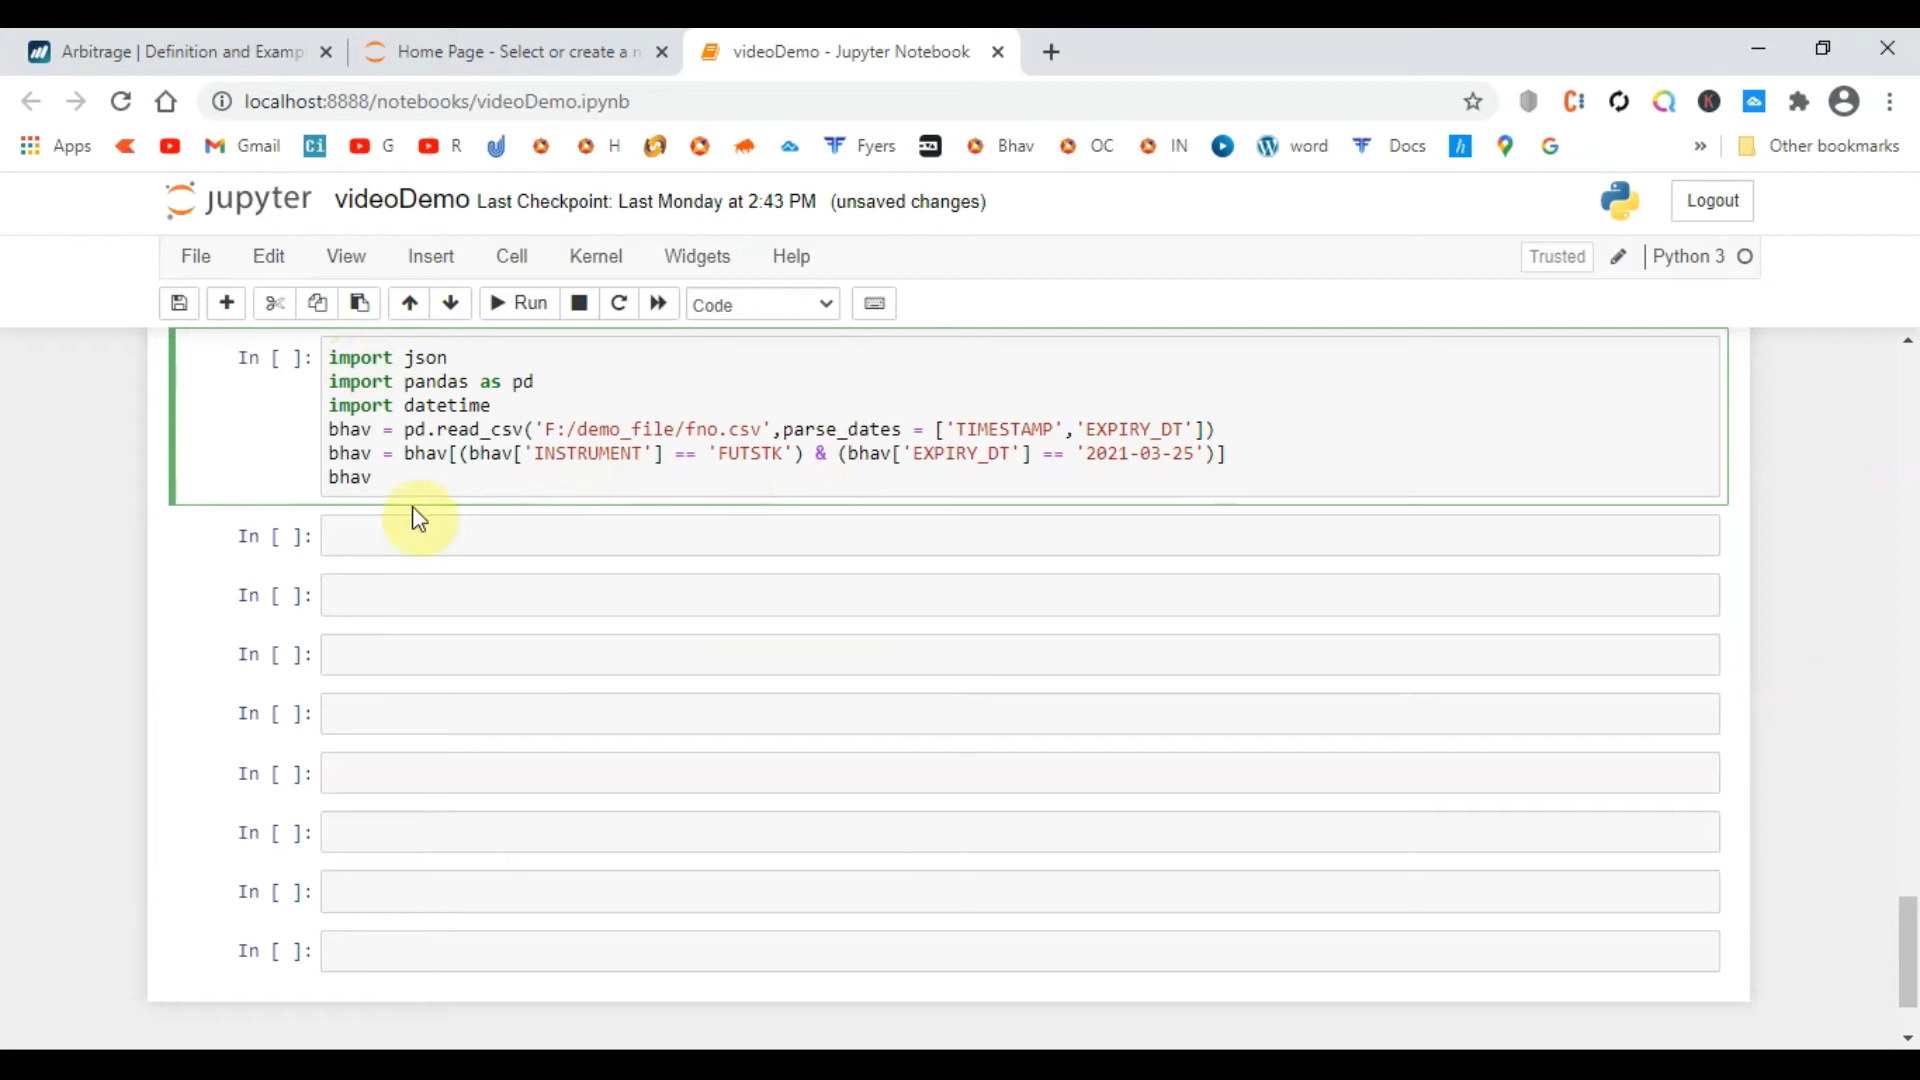 Arbitrage | Definition and Examp
Home Page - Select or create a n
videoDemo - Jupyter Notebook
localhost:8888/notebooks/videoDemo.ipynb
Apps Gmail Ci G R H Fyers Bhav OC IN word Docs h » Other bookmarks
jupyter videoDemo Last Checkpoint: Last Monday at 2:43 PM (unsaved changes) Logout
File Edit View Insert Cell Kernel Widgets Help Trusted Python 3
Run Code
In [ ]: import json
import pandas as pd
import datetime
bhav = pd.read_csv('F:/demo_file/fno.csv',parse_dates = ['TIMESTAMP','EXPIRY_DT'])
bhav = bhav[(bhav['INSTRUMENT'] == 'FUTSTK') & (bhav['EXPIRY_DT'] == '2021-03-25')]
bhav
In [ ]:
In [ ]:
In [ ]:
In [ ]:
In [ ]:
In [ ]:
In [ ]:
In [ ]: